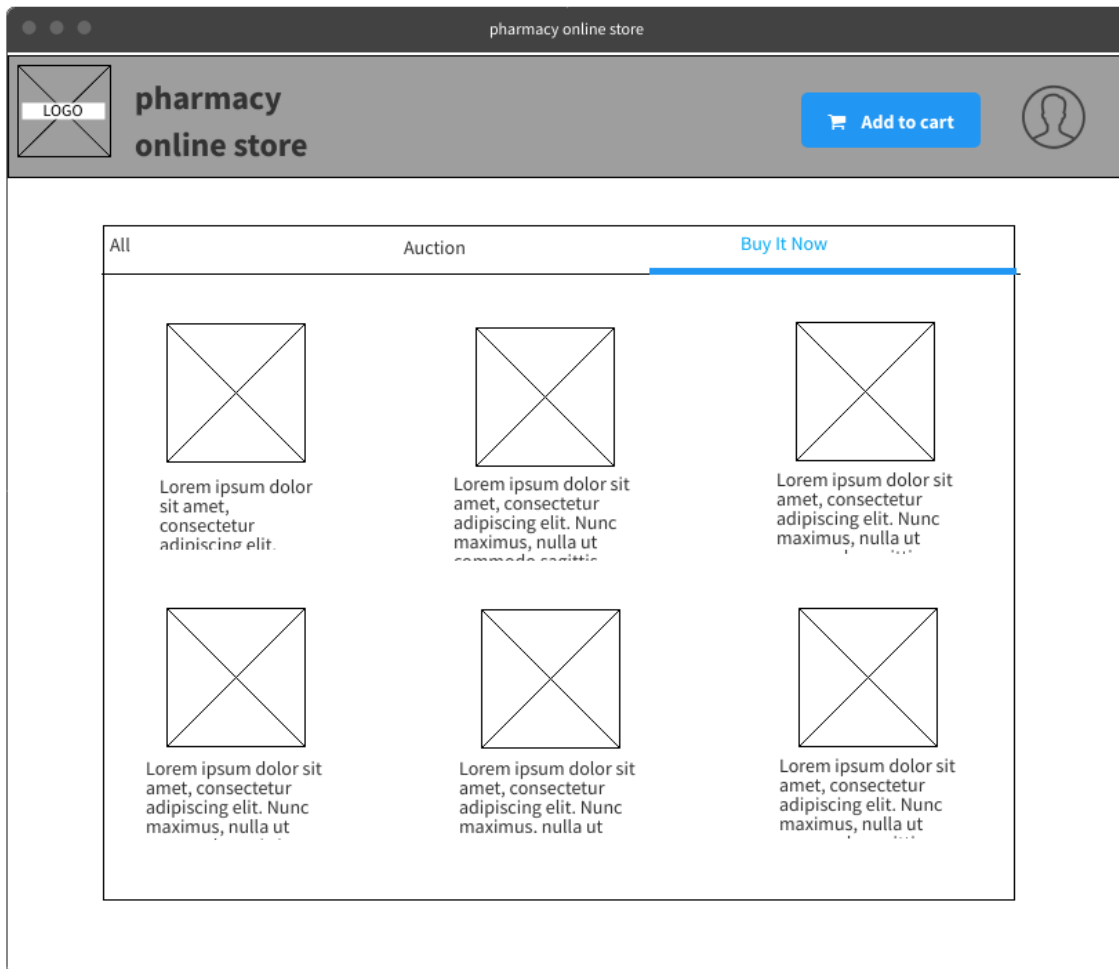 pharmacy online store
LOGO
pharmacy
online store
Add to cart
All
Auction
Buy It Now
Lorem ipsum dolor
sit amet,
consectetur
adipiscing elit.
Lorem ipsum dolor sit
amet, consectetur
adipiscing elit. Nunc
maximus, nulla ut
commodo sagittis
Lorem ipsum dolor sit
amet, consectetur
adipiscing elit. Nunc
maximus, nulla ut
Lorem ipsum dolor sit
amet, consectetur
adipiscing elit. Nunc
maximus, nulla ut
Lorem ipsum dolor sit
amet, consectetur
adipiscing elit. Nunc
maximus, nulla ut
Lorem ipsum dolor sit
amet, consectetur
adipiscing elit. Nunc
maximus, nulla ut